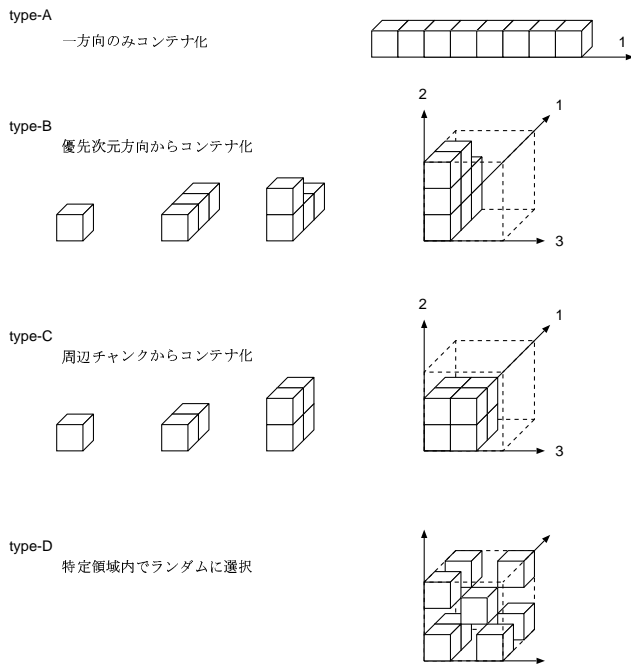 type-A
一方向のみコンテナ化
1
type-B
優先次元方向からコンテナ化
2
1
3
type-C
周辺チャンクからコンテナ化
2
1
3
type-D
特定領域内でランダムに選択